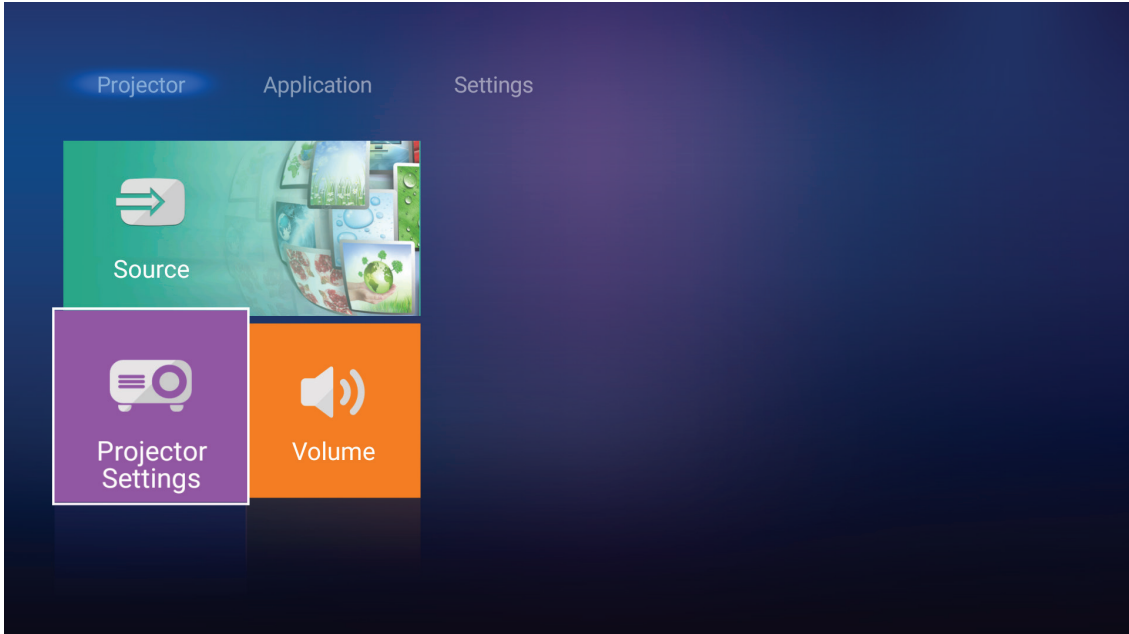 Projector Application Settings
Source
Projector
Settings
Volume